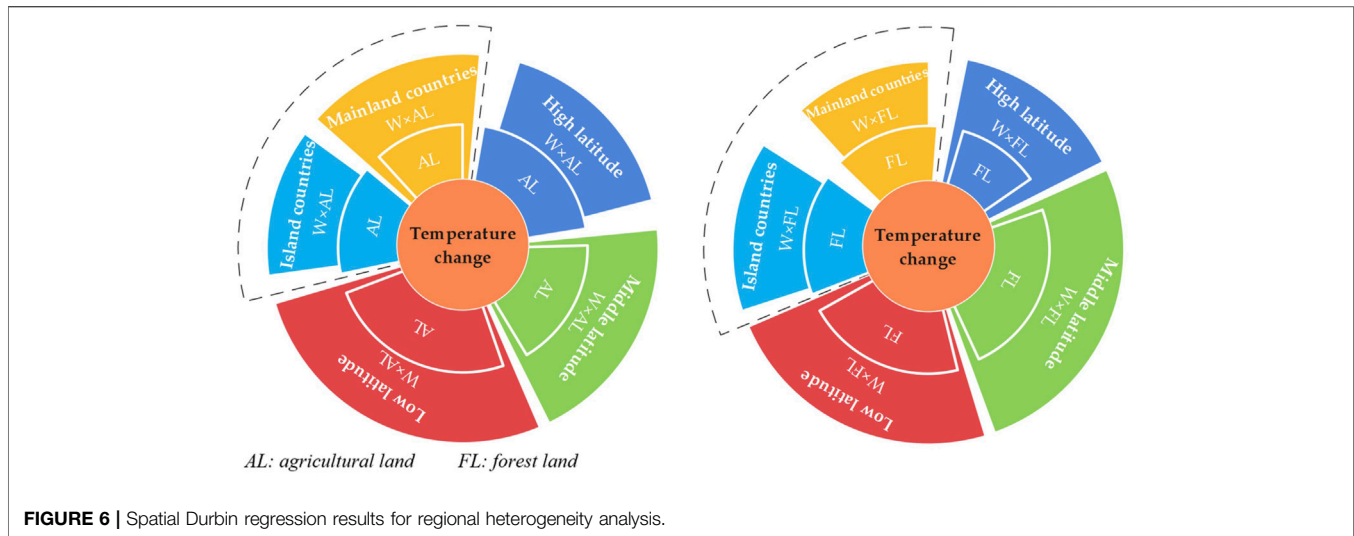 Mainland countries
W×AL
AL
High latitude
W×AL
AL
Island countries
W×AL
AL
Temperature
change
AL
W×AL
Middle latitude
AL
W×AL
Low latitude
Mainland countries
W×FL
FL
High latitude
W×FL
FL
Island countries
W×FL
FL
Temperature
change
FL
W×FL
Middle latitude
FL
W×FL
Low latitude
AL: agricultural land FL: forest land
FIGURE 6 | Spatial Durbin regression results for regional heterogeneity analysis.